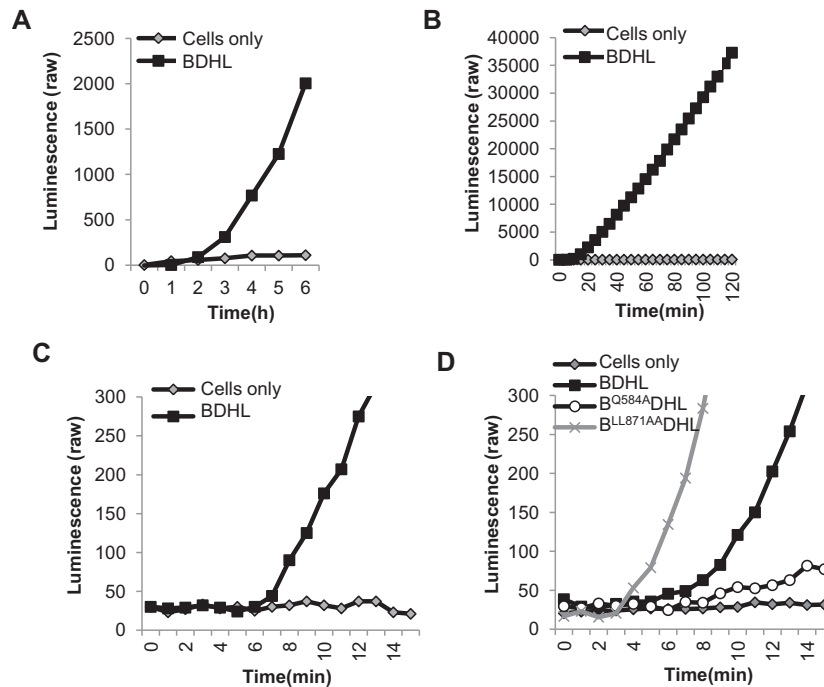 A
Cells only
BDHL
Luminescence (raw)
2500
2000
1500
1000
500
0
0 1 2 3 4 5 6
Time(h)
B
Cells only
BDHL
Luminescence (raw)
40000
35000
30000
25000
20000
15000
10000
5000
0
0 20 40 60 80 100 120
Time(min)
C
Cells only
BDHL
Luminescence (raw)
300
250
200
150
100
50
0
0 2 4 6 8 10 12 14
Time(min)
D
Cells only
BDHL
B^Q584ADHL
B^LL871AADHL
Luminescence (raw)
300
250
200
150
100
50
0
0 2 4 6 8 10 12 14
Time(min)